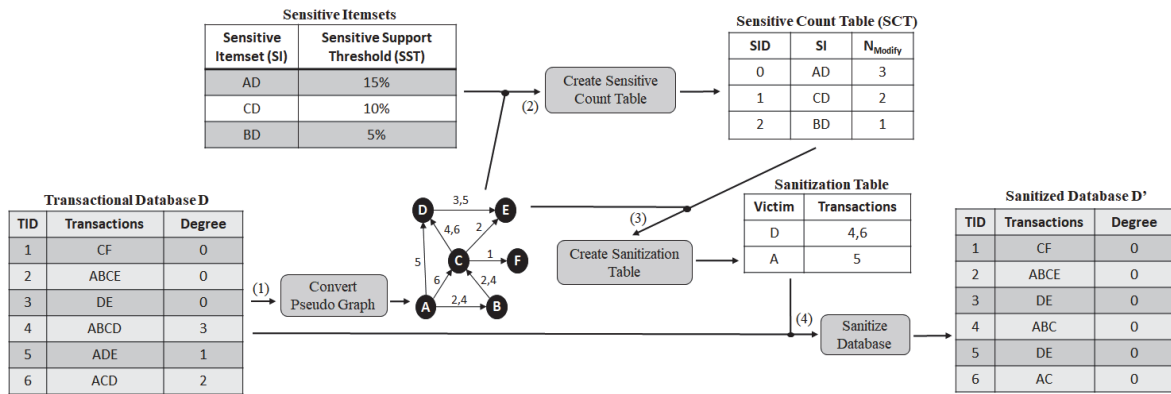 Sensitive Itemsets
Sensitive Itemset (SI) Sensitive Support Threshold (SST)
AD 15%
CD 10%
BD 5%
(2)
Create Sensitive
Count Table
Sensitive Count Table (SCT)
SID SI NModify
0 AD 3
1 CD 2
2 BD 1
Transactional Database D
TID Transactions Degree
1 CF 0
2 ABCE 0
3 DE 0
4 ABCD 3
5 ADE 1
6 ACD 2
(1)
Convert
Pseudo Graph
D 3,5 E
4,6 2
5 C 1 F
6 2,4
A 2,4 B
(3)
Create Sanitization
Table
Sanitization Table
Victim Transactions
D 4,6
A 5
(4)
Sanitize
Database
Sanitized Database D’
TID Transactions Degree
1 CF 0
2 ABCE 0
3 DE 0
4 ABC 0
5 DE 0
6 AC 0